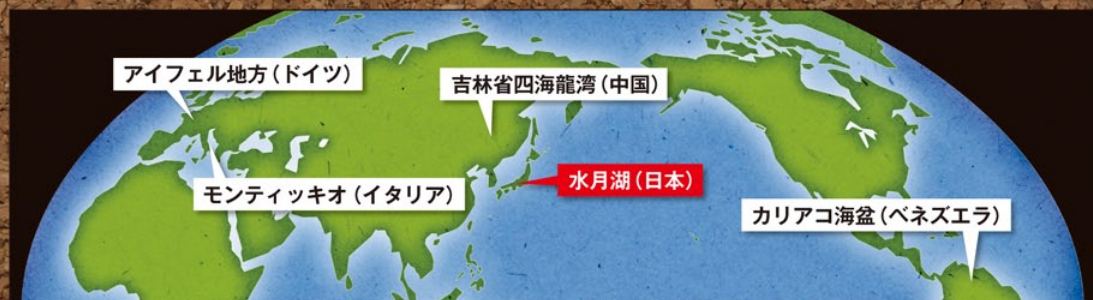 アイフェル地方(ドイツ)
吉林省四海龍湾(中国)
モンティッキオ(イタリア)
水月湖(日本)
カリアコ海盆(ベネズエラ)